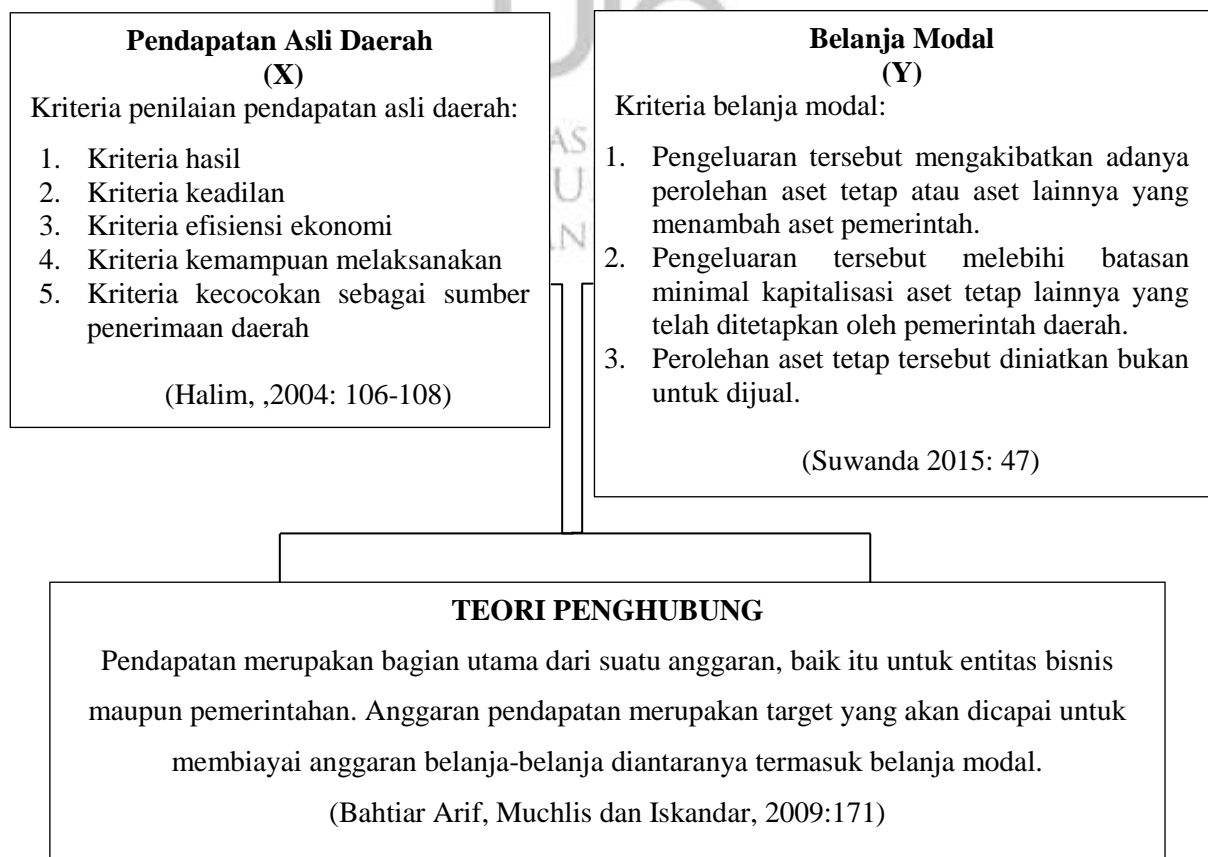 Pendapatan Asli Daerah
(X)
Kriteria penilaian pendapatan asli daerah:
1. Kriteria hasil
2. Kriteria keadilan
3. Kriteria efisiensi ekonomi
4. Kriteria kemampuan melaksanakan
5. Kriteria kecocokan sebagai sumber
penerimaan daerah
(Halim, ,2004: 106-108)
Belanja Modal
(Y)
Kriteria belanja modal:
1. Pengeluaran tersebut mengakibatkan adanya
perolehan aset tetap atau aset lainnya yang
menambah aset pemerintah.
2. Pengeluaran tersebut melebihi batasan
minimal kapitalisasi aset tetap lainnya yang
telah ditetapkan oleh pemerintah daerah.
3. Perolehan aset tetap tersebut diniatkan bukan
untuk dijual.
(Suwanda 2015: 47)
TEORI PENGHUBUNG
Pendapatan merupakan bagian utama dari suatu anggaran, baik itu untuk entitas bisnis
maupun pemerintahan. Anggaran pendapatan merupakan target yang akan dicapai untuk
membiayai anggaran belanja-belanja diantaranya termasuk belanja modal.
(Bahtiar Arif, Muchlis dan Iskandar, 2009:171)